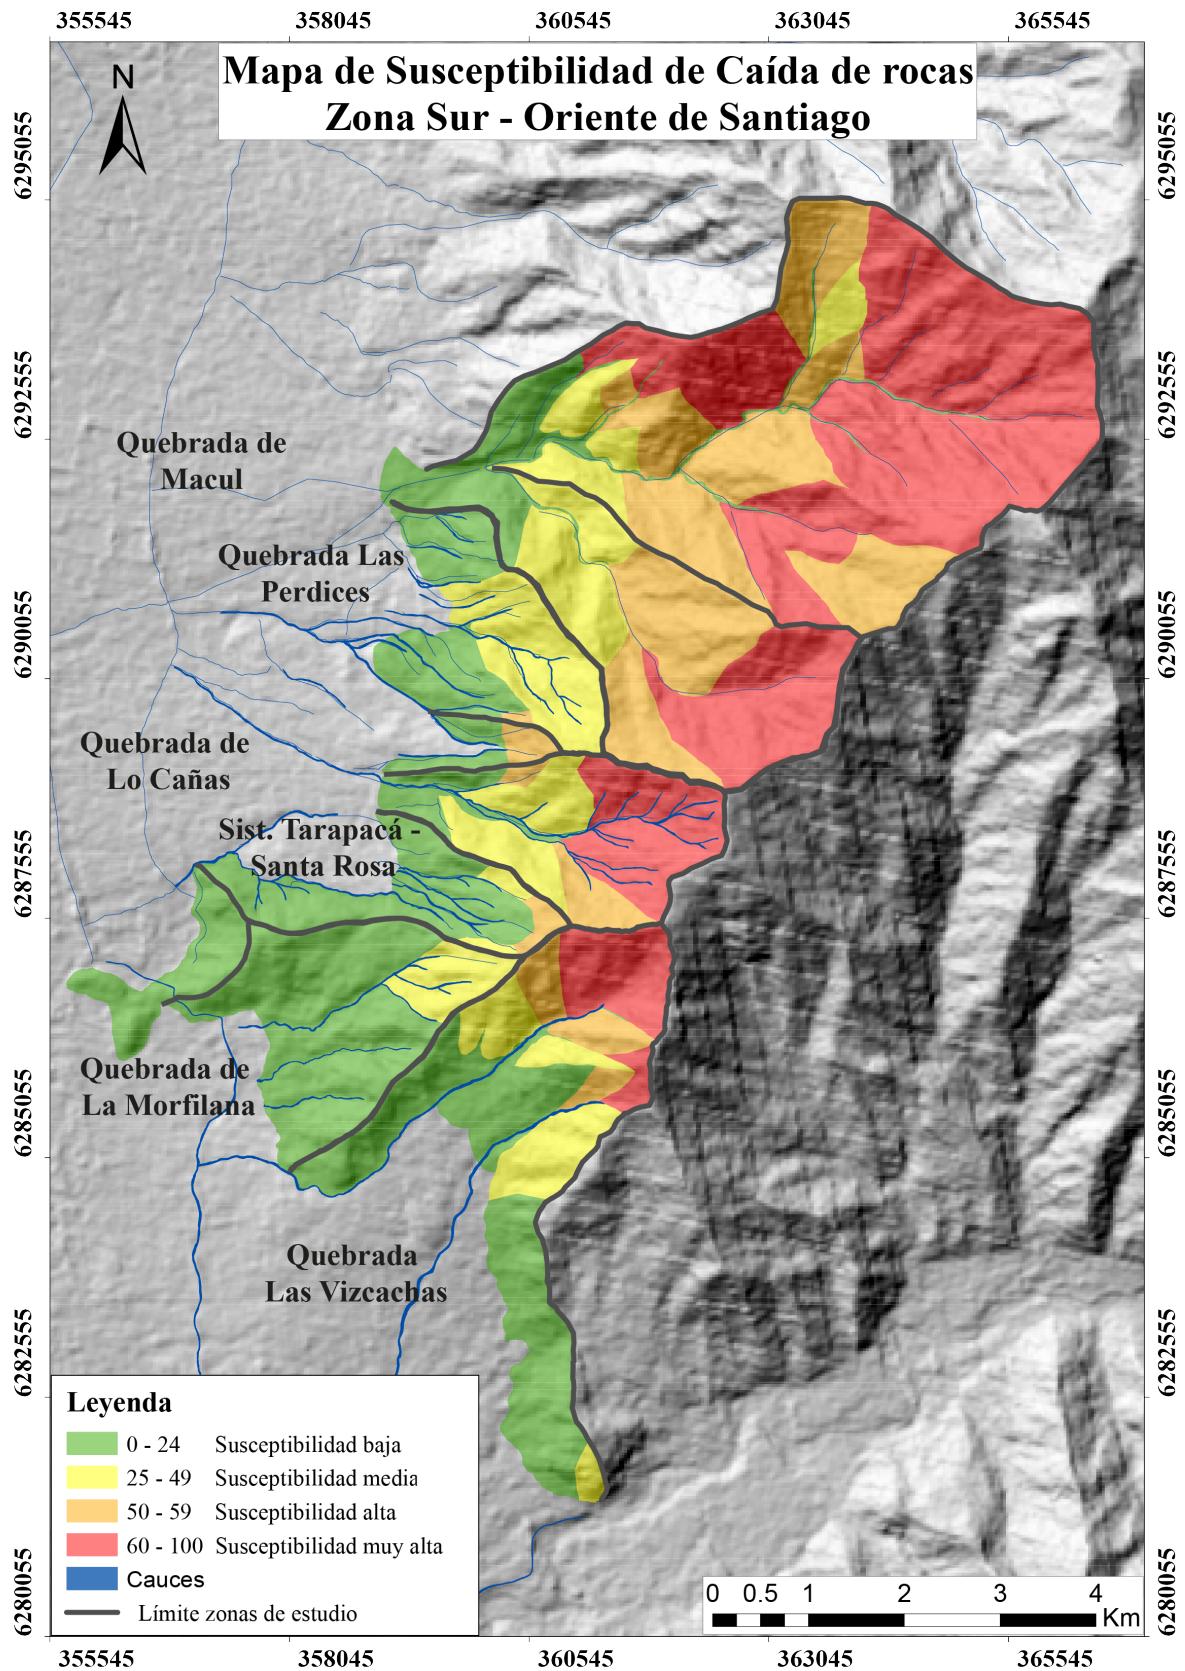 355545 358045 360545 363045 365545
Mapa de Susceptibilidad de Caída de rocas
Zona Sur - Oriente de Santiago
N
6295055 6295055
6292555 6292555
Quebrada de
Macul
Quebrada Las
Perdices
6290055 6290055
Quebrada de
Lo Cañas
Sist. Tarapacá -
Santa Rosa
6287555 6287555
Quebrada de
La Morfilana
6285055 6285055
Quebrada
Las Vizcachas
6282555 6282555
Leyenda
0 - 24 Susceptibilidad baja
25 - 49 Susceptibilidad media
50 - 59 Susceptibilidad alta
60 - 100 Susceptibilidad muy alta
Cauces
Límite zonas de estudio
6280055 6280055
0 0.5 1 2 3 4
Km
355545 358045 360545 363045 365545